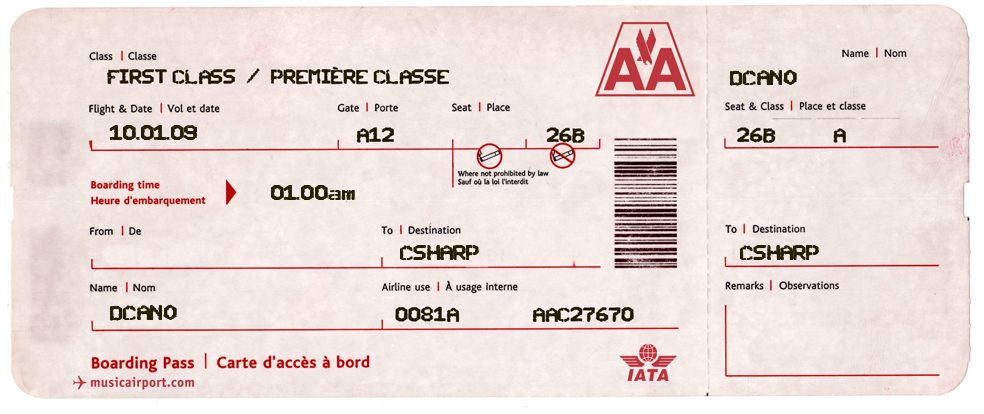 Class | Classe
FIRST CLASS / PREMIÈRE CLASSE
AA
Flight & Date | Vol et date
10.01.09
Gate | Porte
A12
Seat | Place
26B
Where not prohibited by law
Sauf où la loi l'interdit
Boarding time
Heure d'embarquement
01.00am
From | De
To | Destination
CSHARP
Name | Nom
DCANO
Airline use | À usage interne
0081A AAC27670
Boarding Pass | Carte d'accès à bord
musicairport.com
IATA
Name | Nom
DCANO
Seat & Class | Place et classe
26B A
To | Destination
CSHARP
Remarks | Observations